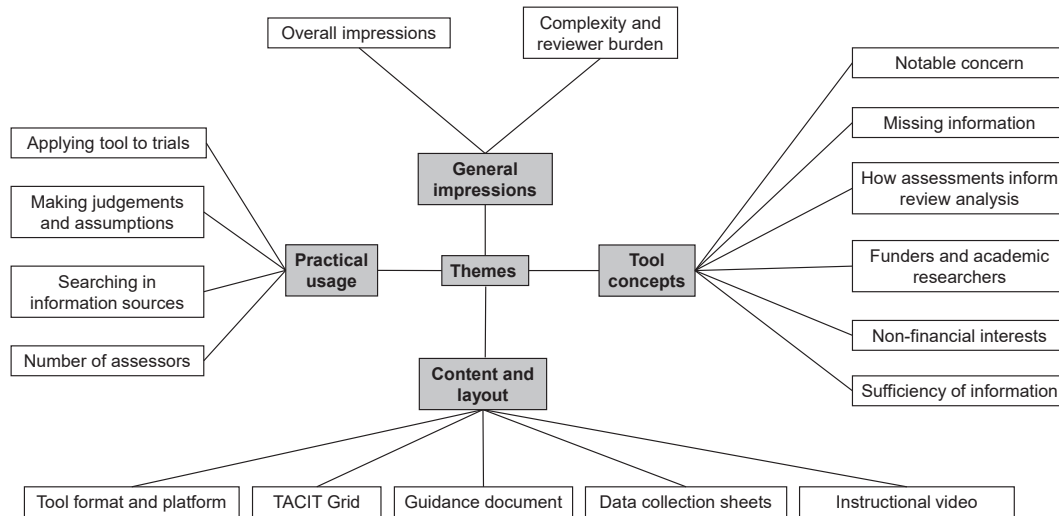 Overall impressions
Complexity and
reviewer burden
Notable concern
Missing information
How assessments inform
review analysis
Funders and academic
researchers
Non-financial interests
Sufficiency of information
Applying tool to trials
Making judgements
and assumptions
Searching in
information sources
Number of assessors
General
impressions
Practical
usage
Themes
Tool
concepts
Content and
layout
Tool format and platform
TACIT Grid
Guidance document
Data collection sheets
Instructional video